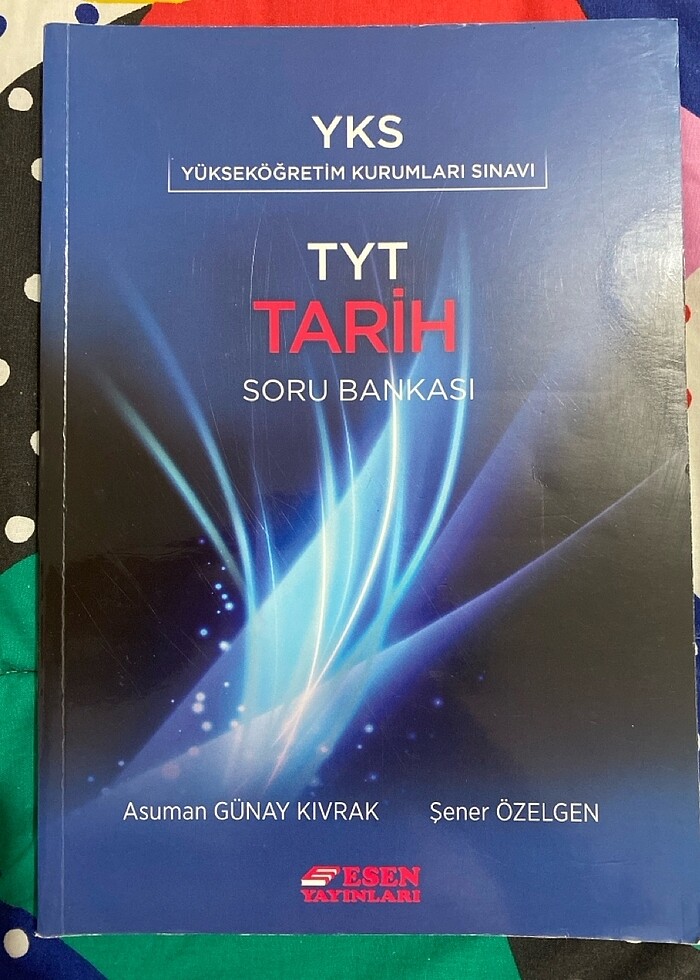 YKS
YÜKSEKÖĞRETİM KURUMLARI SINAVI
TYT
TARİH
SORU BANKASI
Asuman GÜNAY KIVRAK Şener ÖZELGEN
ESEN
YAYINLARI